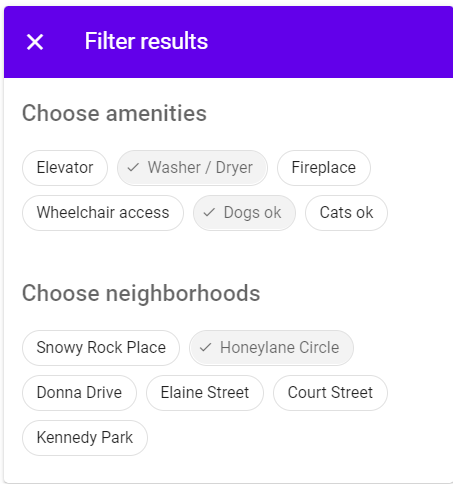 Filter results
Choose amenities
Elevator Washer / Dryer Fireplace
Wheelchair access Dogs ok Cats ok
Choose neighborhoods
Snowy Rock Place Honeylane Circle
Donna Drive Elaine Street Court Street
Kennedy Park